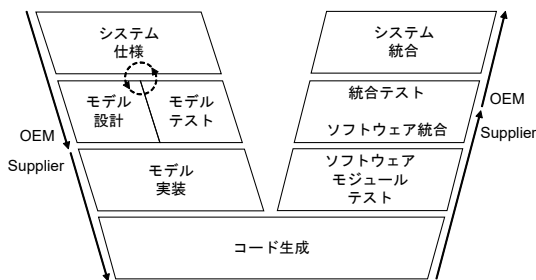 システム
仕様
システム
統合
モデル
設計
モデル
テスト
統合テスト
ソフトウェア統合
OEM
Supplier
OEM
Supplier
モデル
実装
ソフトウェア
モジュール
テスト
コード生成